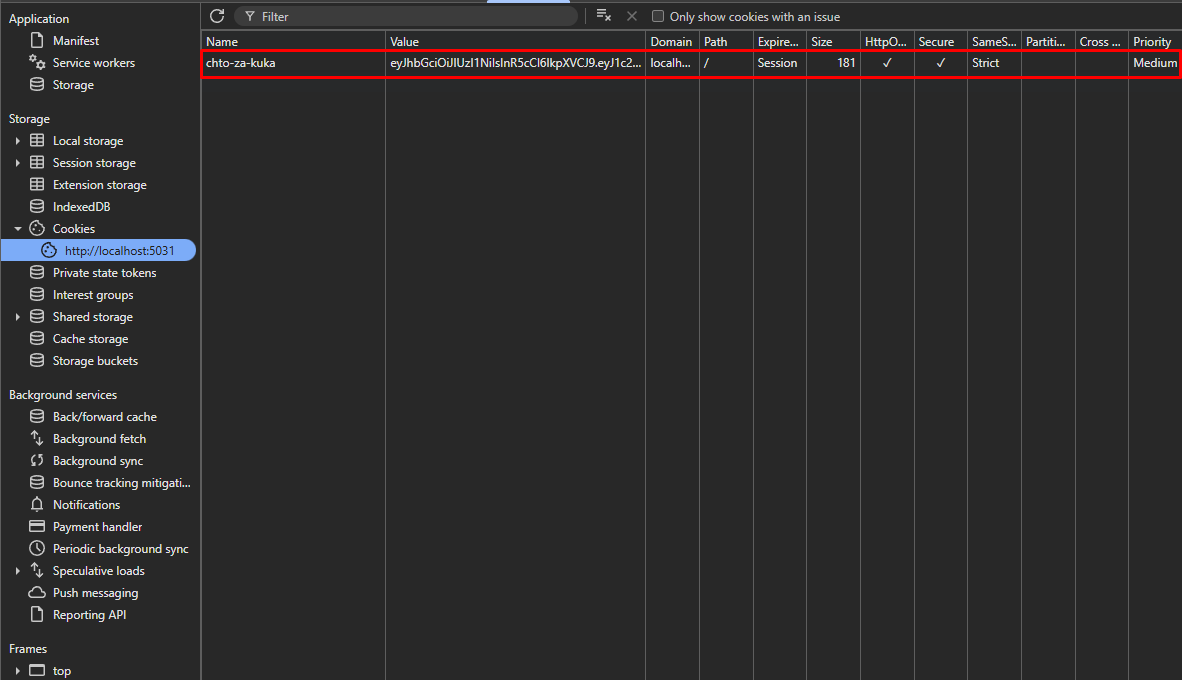 Application
Manifest
Service workers
Storage
Storage
Local storage
Session storage
Extension storage
IndexedDB
Cookies
http://localhost:5031
Private state tokens
Interest groups
Shared storage
Cache storage
Storage buckets
Background services
Back/forward cache
Background fetch
Background sync
Bounce tracking mitigati...
Notifications
Payment handler
Periodic background sync
Speculative loads
Push messaging
Reporting API
Frames
top
Filter
Only show cookies with an issue
Name Value Domain Path Expire... Size HttpO... Secure SameS... Partiti... Cross ... Priority
chto-za-kuka eyJhbGciOiJIUzI1NiIsInR5cCI6IkpXVCJ9.eyJ1c2... localh... / Session 181 ✓ ✓ Strict Medium